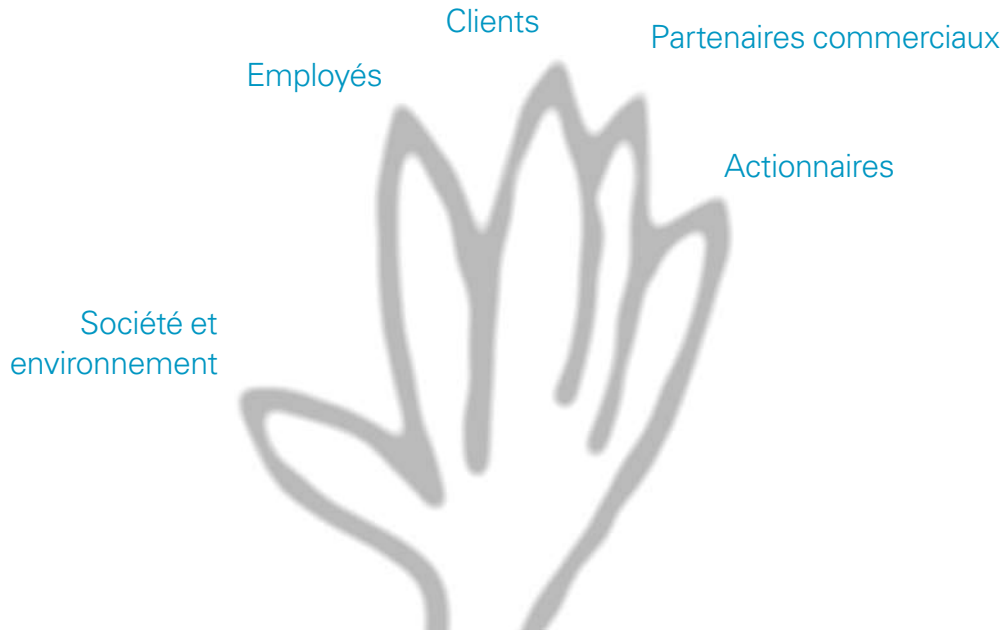 Clients
Partenaires commerciaux
Employés
Actionnaires
Société et
environnement